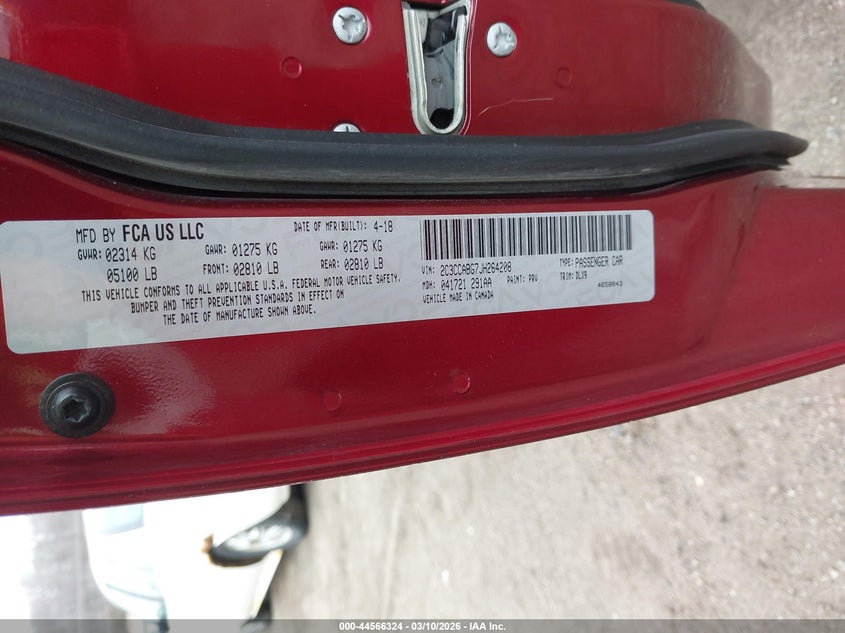 MFD BY FCA US LLC
DATE OF MFR(BUILT): 4-18
GVWR: 02314 KG
GAWR: 01275 KG
GAWR: 01275 KG
05100 LB
FRONT: 02810 LB
REAR: 02810 LB
THIS VEHICLE CONFORMS TO ALL APPLICABLE U.S.A. FEDERAL MOTOR VEHICLE SAFETY,
BUMPER AND THEFT PREVENTION STANDARDS IN EFFECT ON
THE DATE OF MANUFACTURE SHOWN ABOVE.
VIN: 2C3CCABG7JH264206
TYPE: PASSENGER CAR
MDH: 041721 291AA
PAINT: PRV
TRIM: DLX9
VEHICLE MADE IN CANADA
4658843
000-44566324 — 03/10/2026 — IAA Inc.